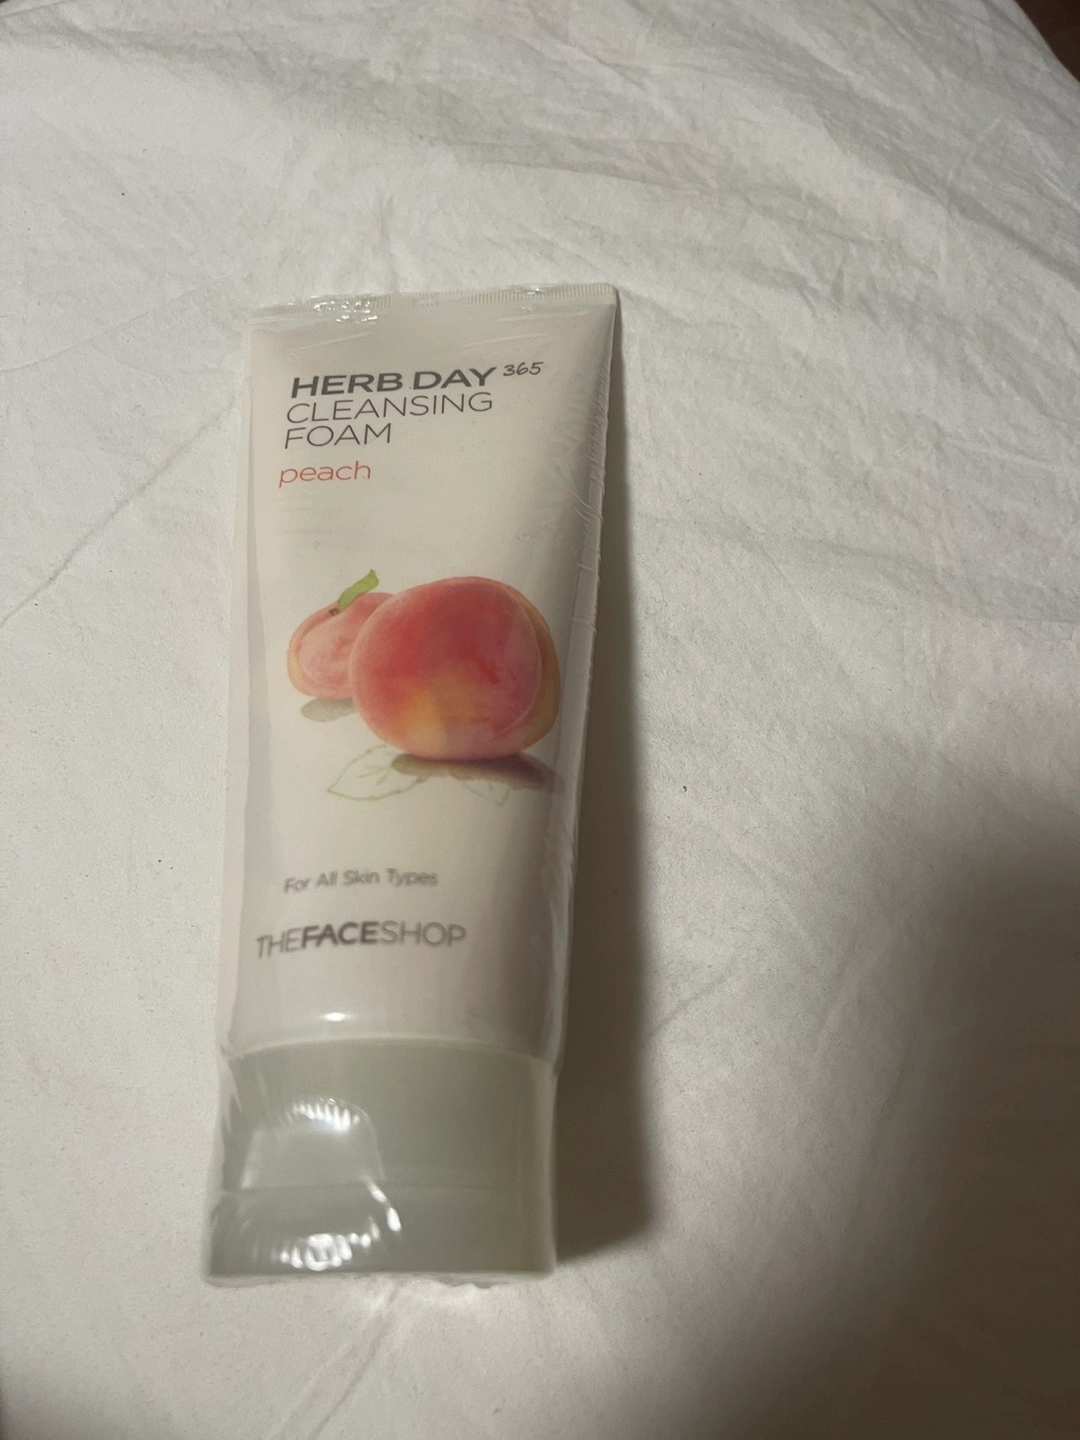 HERB DAY 365
CLEANSING
FOAM
peach
For All Skin Types
THEFACESHOP